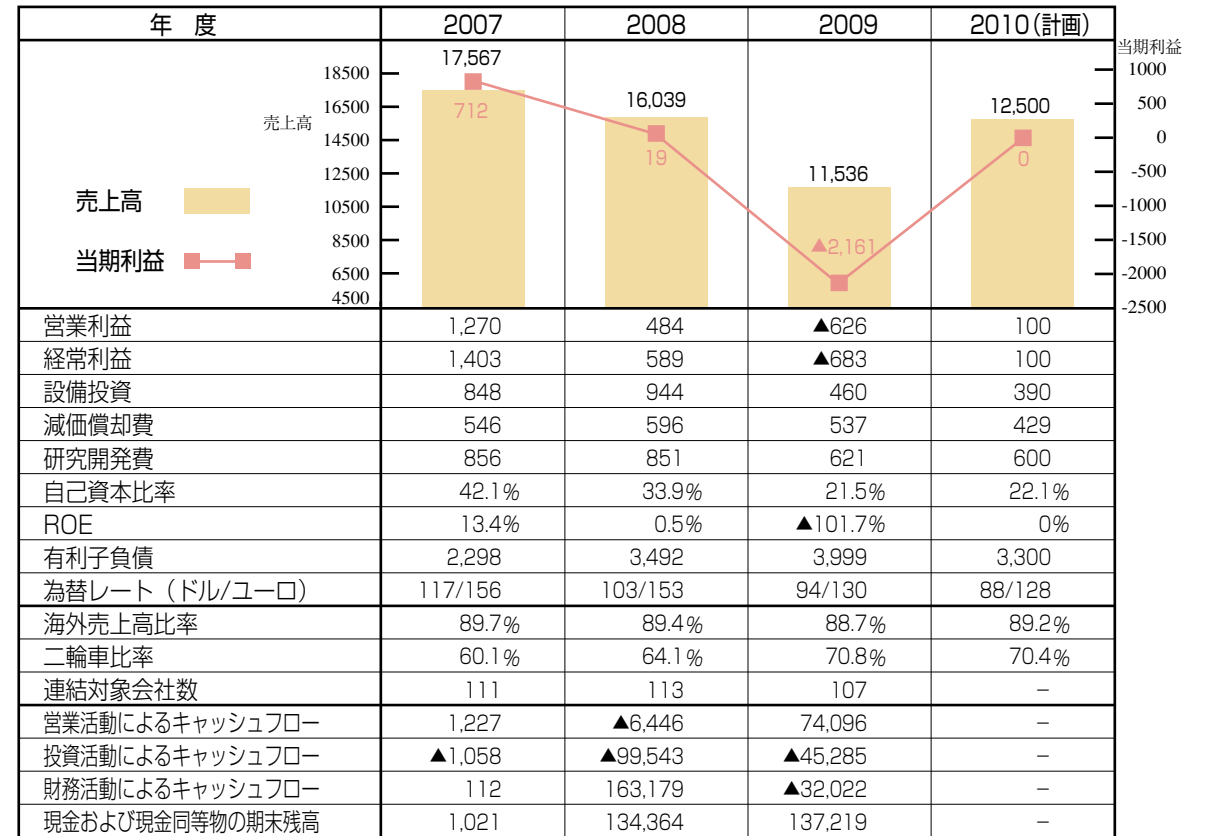 年 度 2007 2008 2009 2010(計画)
当期利益
17,567
18500 1000
712
16,039
12,500
16500 500
売上高
14500 0
19
0
11,536
12500 -500
売上高
10500 -1000
▲2,161
8500 -1500
当期利益
6500 -2000
4500 -2500
営業利益 1,270 484 ▲626 100
経常利益 1,403 589 ▲683 100
設備投資 848 944 460 390
減価償却費 546 596 537 429
研究開発費 856 851 621 600
自己資本比率 42.1% 33.9% 21.5% 22.1%
ROE 13.4% 0.5% ▲101.7% 0%
有利子負債 2,298 3,492 3,999 3,300
為替レート(ドル/ユーロ) 117/156 103/153 94/130 88/128
海外売上高比率 89.7% 89.4% 88.7% 89.2%
二輪車比率 60.1% 64.1% 70.8% 70.4%
連結対象会社数 111 113 107 −
営業活動によるキャッシュフロー 1,227 ▲6,446 74,096 −
投資活動によるキャッシュフロー ▲1,058 ▲99,543 ▲45,285 −
財務活動によるキャッシュフロー 112 163,179 ▲32,022 −
現金および現金同等物の期末残高 1,021 134,364 137,219 −